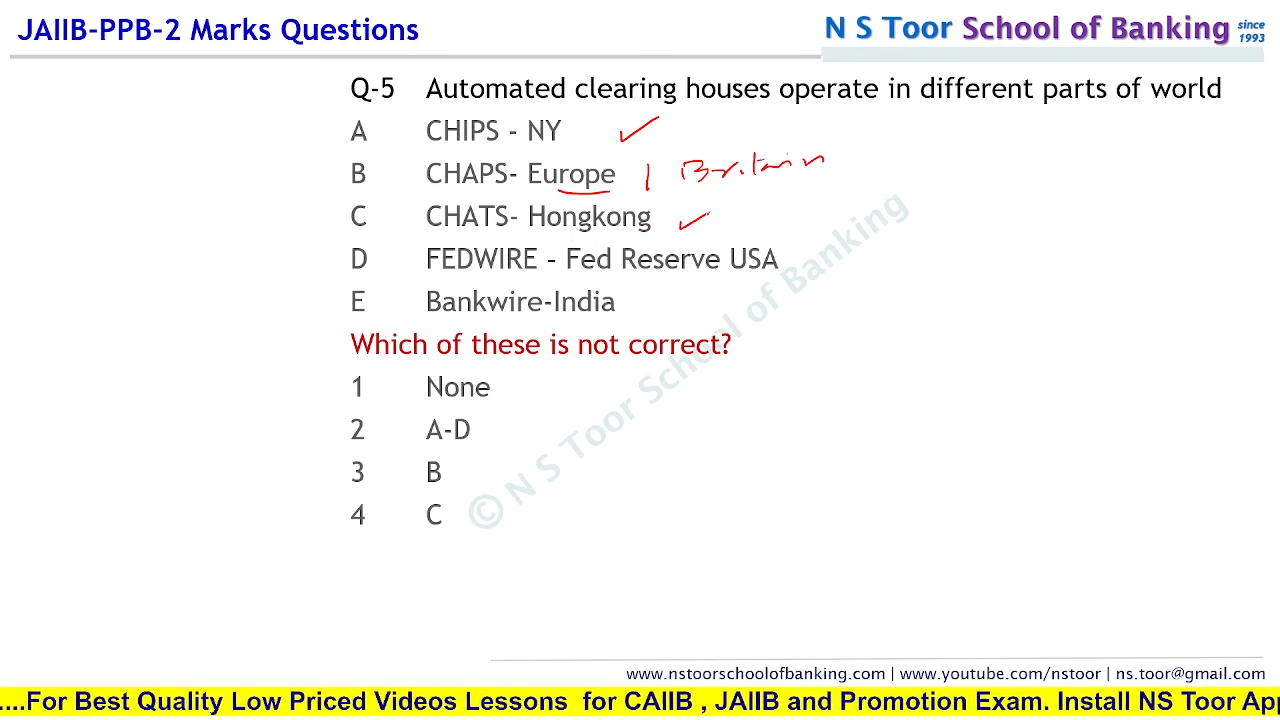 JAIIB-PPB-2 Marks Questions
N S Toor School of Banking since 1993
Q-5 Automated clearing houses operate in different parts of world
A CHIPS - NY
B CHAPS- Europe Britain
C CHATS- Hongkong
D FEDWIRE – Fed Reserve USA
E Bankwire-India
Which of these is not correct?
1 None
2 A-D
3 B
4 C
© N S Toor School of Banking
www.nstoorschoolofbanking.com | www.youtube.com/nstoor | ns.toor@gmail.com
....For Best Quality Low Priced Videos Lessons for CAIIB , JAIIB and Promotion Exam. Install NS Toor Ap